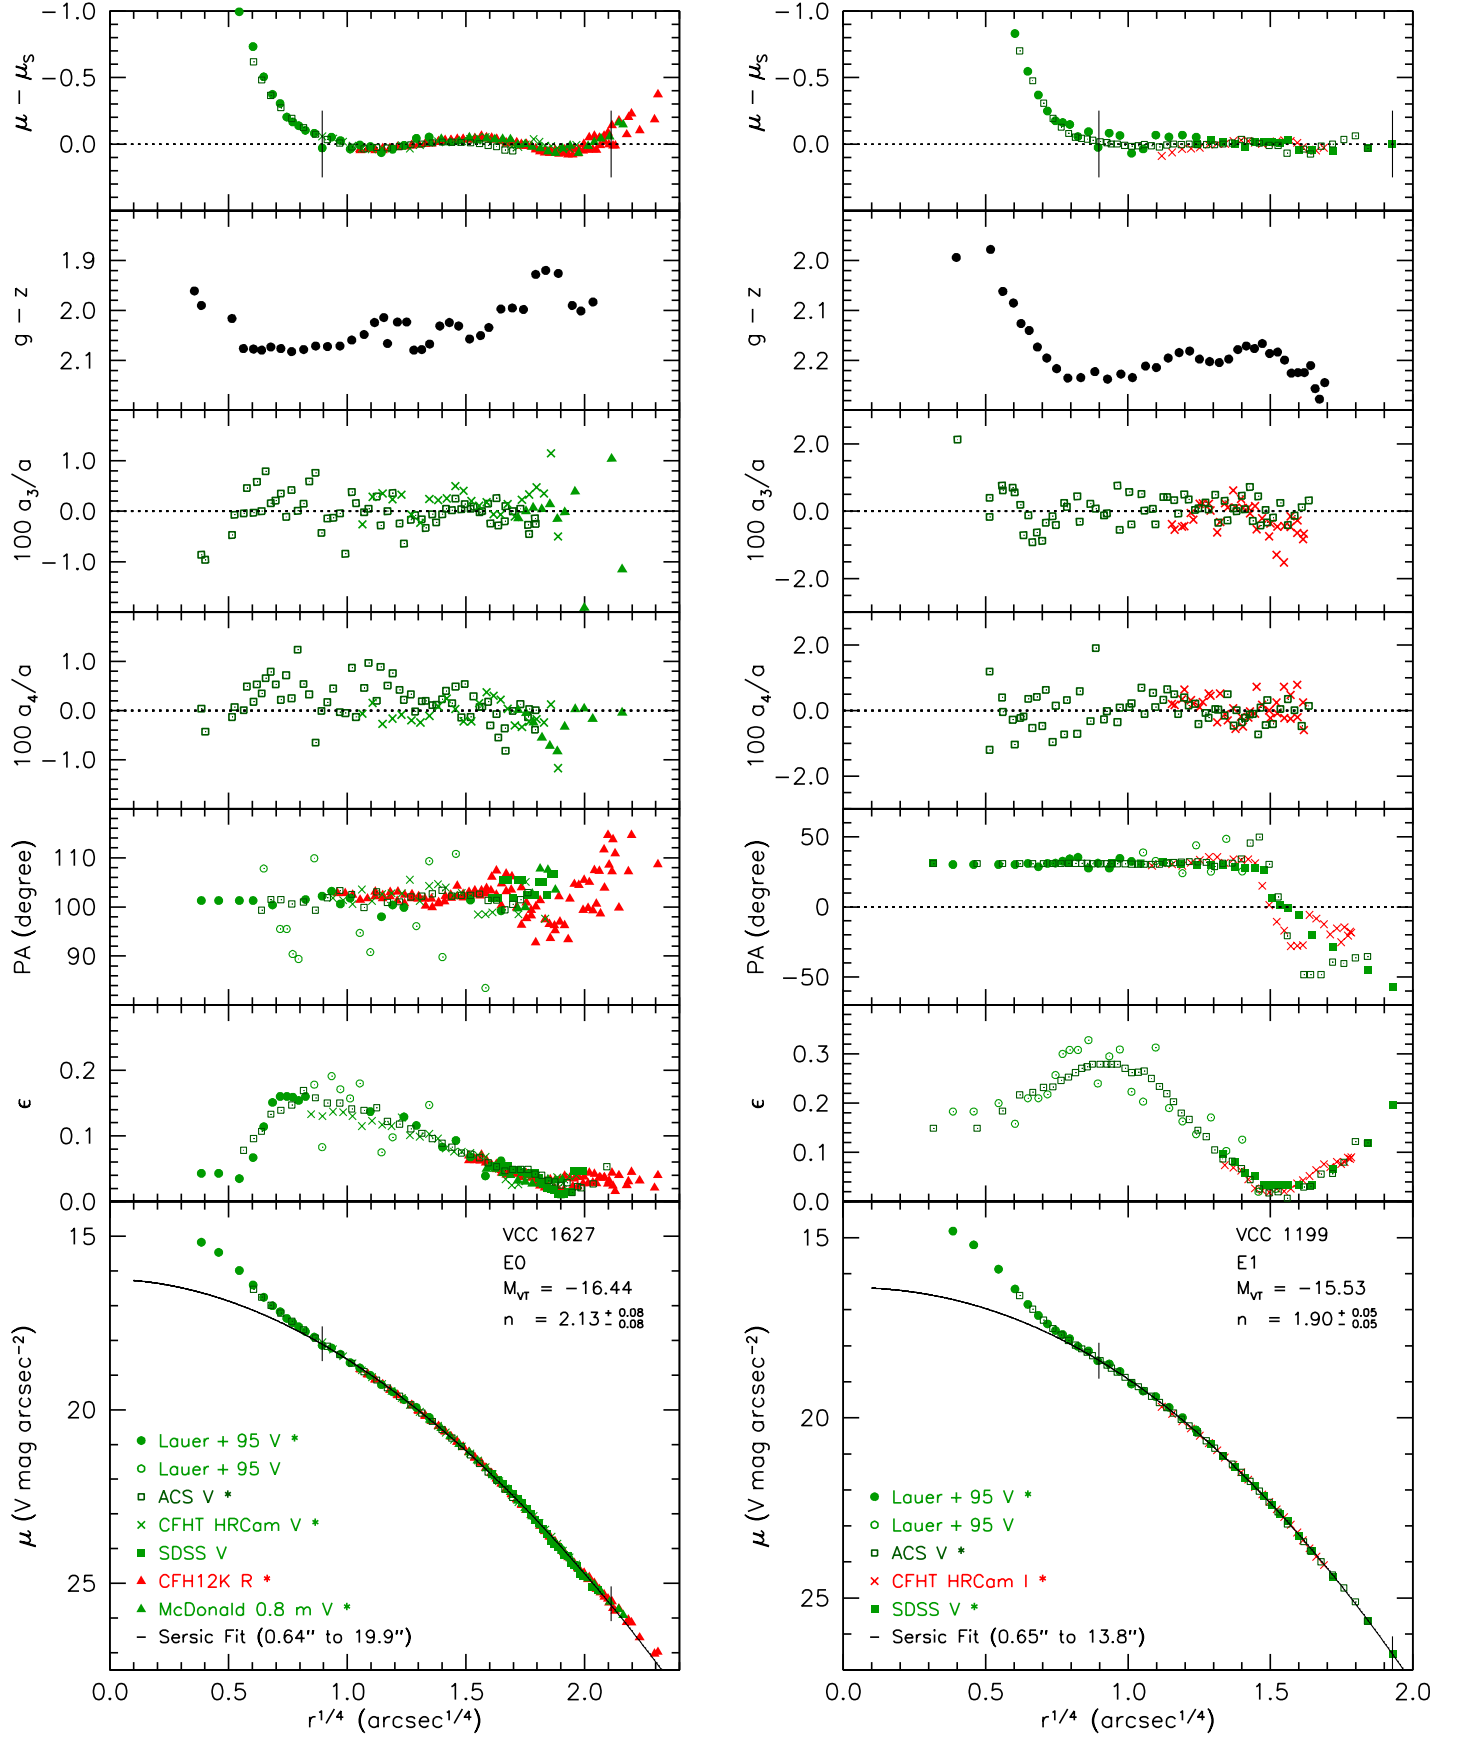 −1.0
−0.5
0.0
μ − μS
1.9
2.0
2.1
g − z
1.0
0.0
−1.0
100 a3/a
1.0
0.0
−1.0
100 a4/a
110
100
90
PA (degree)
0.2
0.1
0.0
ϵ
15
20
25
μ (V mag arcsec−2)
VCC 1627
E0
MVT = −16.44
n = 2.13 + 0.08 − 0.08
Lauer + 95 V *
Lauer + 95 V
ACS V *
CFHT HRCam V *
SDSS V
CFH12K R *
McDonald 0.8 m V *
− Sersic Fit (0.64″ to 19.9″)
0.0 0.5 1.0 1.5 2.0
r1/4 (arcsec1/4)
−1.0
−0.5
0.0
μ − μS
2.0
2.1
2.2
g − z
2.0
0.0
−2.0
100 a3/a
2.0
0.0
−2.0
100 a4/a
50
0
−50
PA (degree)
0.3
0.2
0.1
0.0
ϵ
15
20
25
μ (V mag arcsec−2)
VCC 1199
E1
MVT = −15.53
n = 1.90 + 0.05 − 0.05
Lauer + 95 V *
Lauer + 95 V
ACS V *
CFHT HRCam I *
SDSS V *
− Sersic Fit (0.65″ to 13.8″)
0.0 0.5 1.0 1.5 2.0
r1/4 (arcsec1/4)